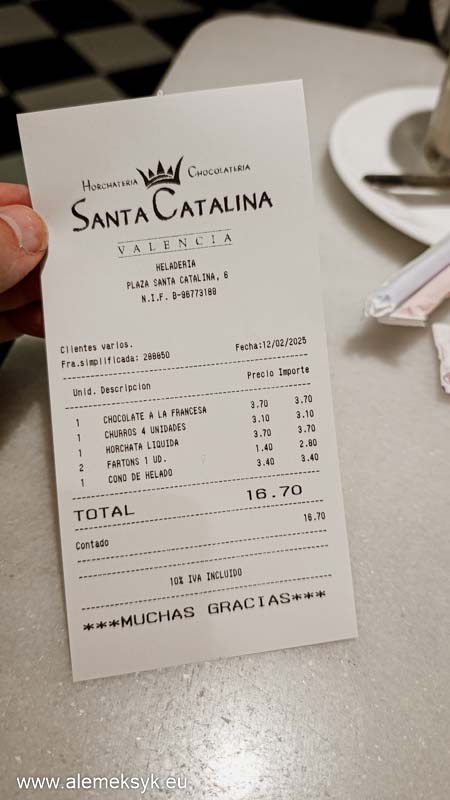 HORCHATERIA CHOCOLATERIA
SANTA CATALINA
VALENCIA
HELADERIA
PLAZA SANTA CATALINA, 6
N.I.F. B-96773189
Clientes varios.
Fra.simplificada: 288650 Fecha:12/02/2025
Unid. Descripcion Precio Importe
1 CHOCOLATE A LA FRANCESA 3.70 3.70
1 CHURROS 4 UNIDADES 3.10 3.10
1 HORCHATA LIQUIDA 3.70 3.70
2 FARTONS 1 UD. 1.40 2.80
1 CONO DE HELADO 3.40 3.40
TOTAL 16.70
Contado 16.70
10% IVA INCLUIDO
***MUCHAS GRACIAS***
www.alemeksyk.eu